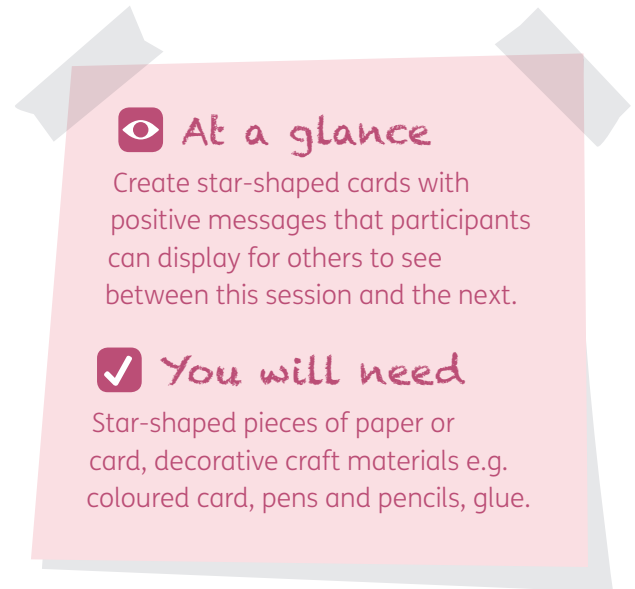 At a glance
Create star-shaped cards with
positive messages that participants
can display for others to see
between this session and the next.
You will need
Star-shaped pieces of paper or
card, decorative craft materials e.g.
coloured card, pens and pencils, glue.